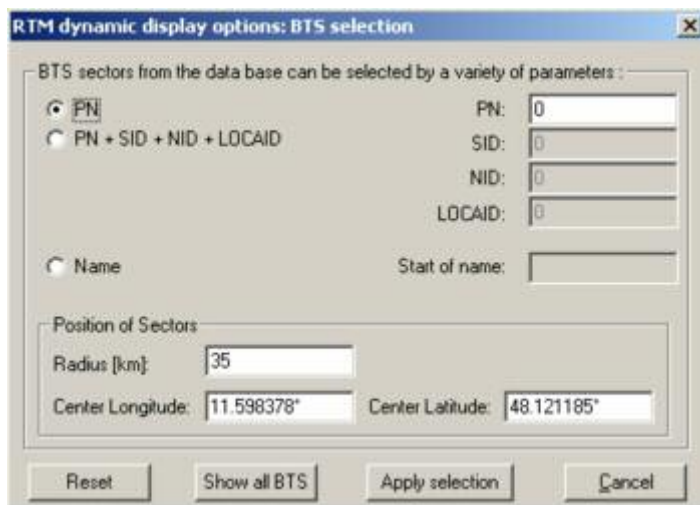 RTM dynamic display options: BTS selection
BTS sectors from the data base can be selected by a variety of parameters :
PN PN: 0
PN + SID + NID + LOCAID SID: 0
NID: 0
LOCAID: 0
Name Start of name:
Position of Sectors
Radius [km]: 35
Center Longitude: 11.598378° Center Latitude: 48.121185°
Reset Show all BTS Apply selection Cancel